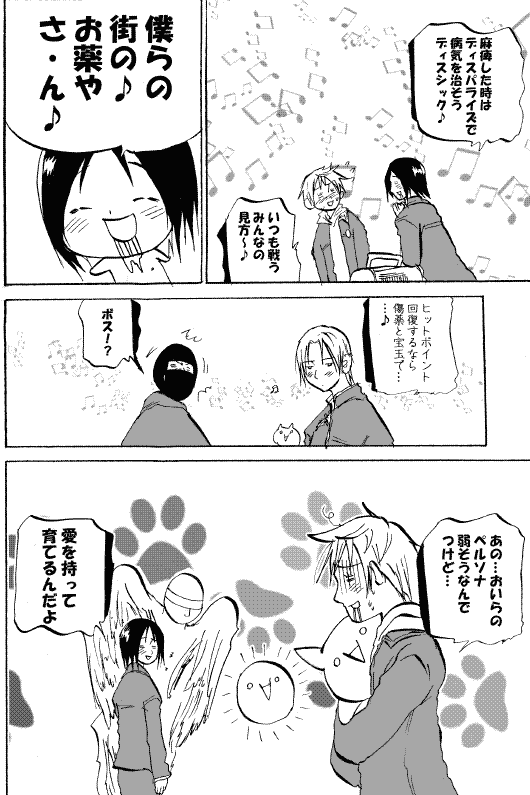 麻痺した時は
ディスパライズで
病気を治そう
ディスシック♪
いつも戦う
みんなの
見方～♪
僕らの
街の♪
お薬や
さ・ん♪
ヒットポイント
回復するなら
傷薬と宝玉で…
…♪
ボス！？
あの…おいらの
ペルソナ
弱そうなんで
つけど…
愛を持って
育てるんだよ